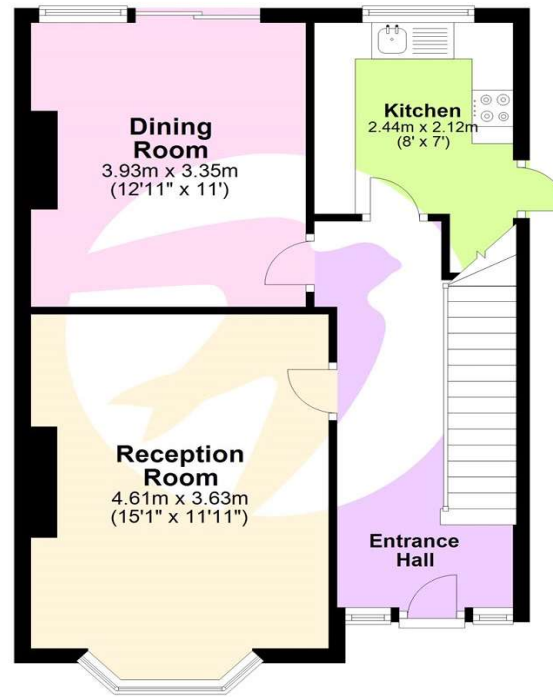 Dining
Room
3.93m x 3.35m
(12'11" x 11')
Kitchen
2.44m x 2.12m
(8' x 7')
Reception
Room
4.61m x 3.63m
(15'1" x 11'11")
Entrance
Hall